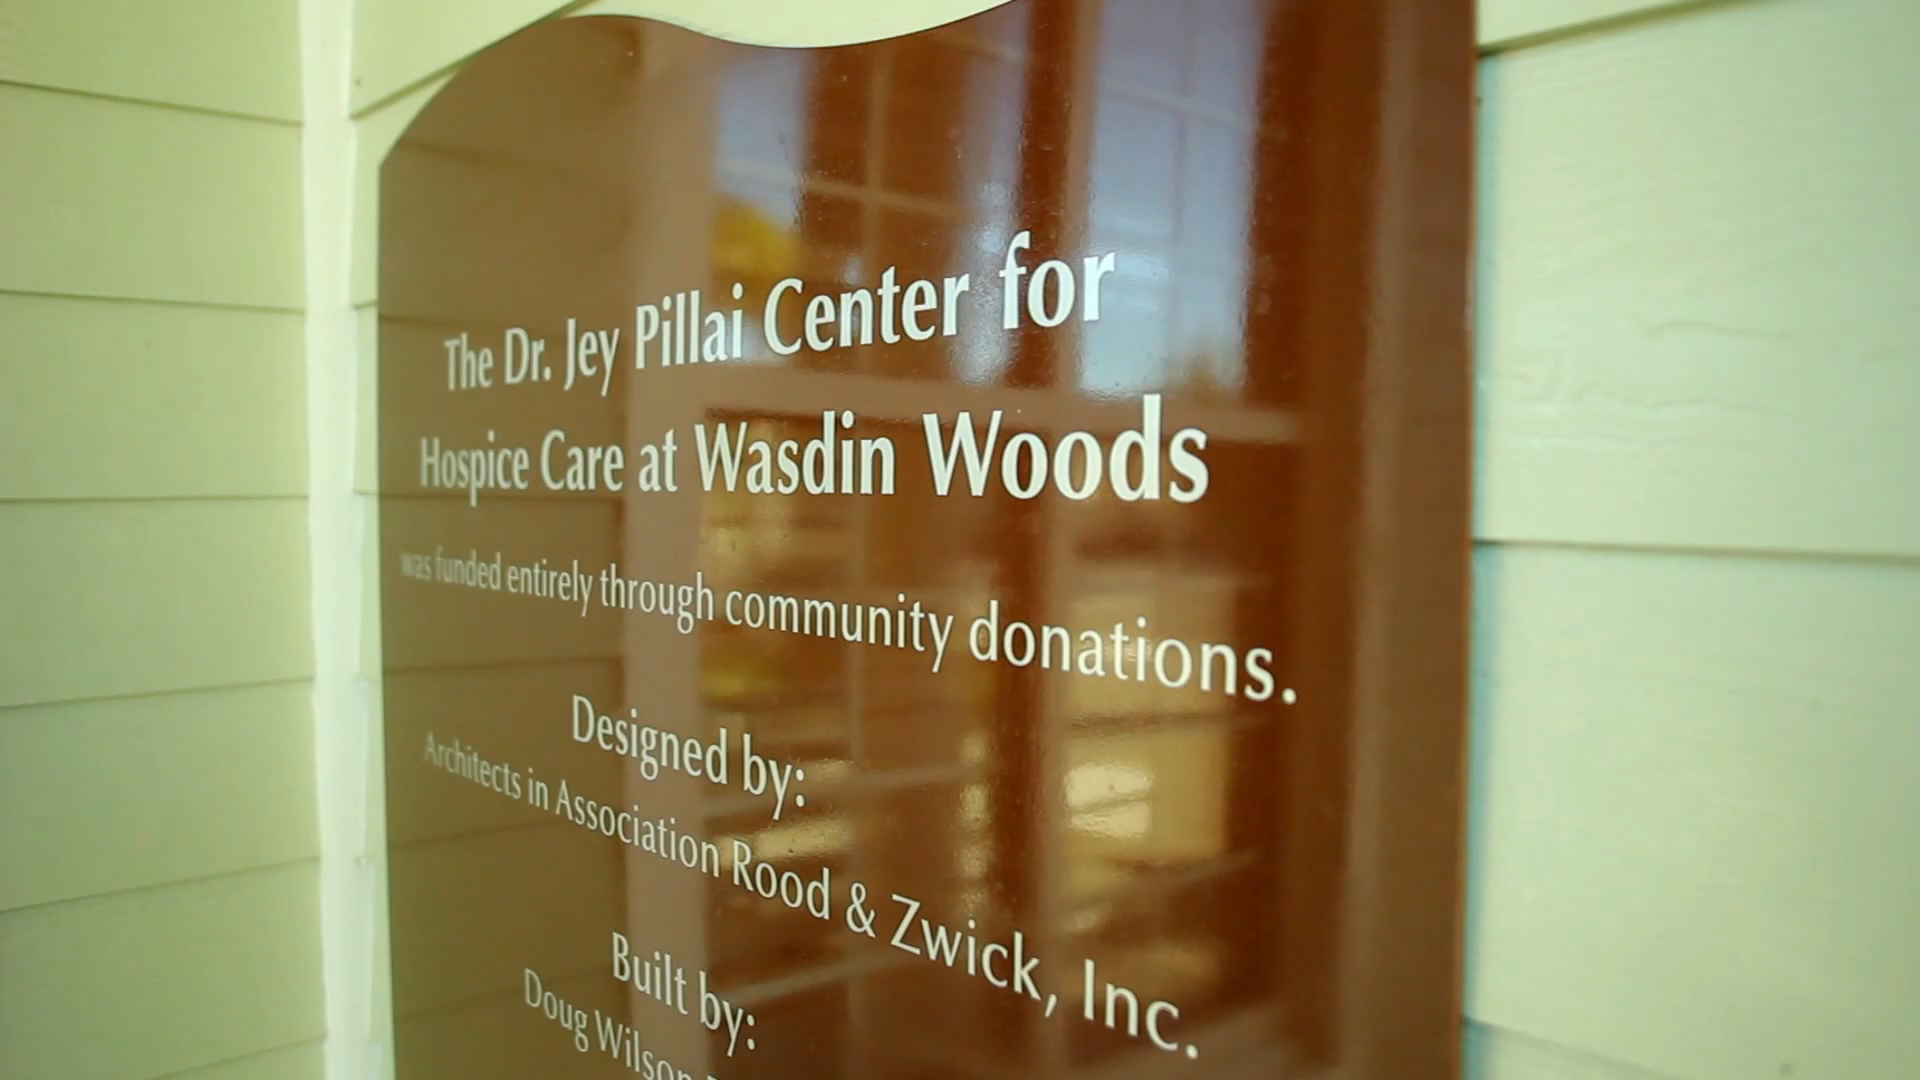 The Dr. Jey Pillai Center for
Hospice Care at Wasdin Woods
was funded entirely through community donations.
Designed by:
Architects in Association Rood & Zwick, Inc.
Built by:
Doug Wilson